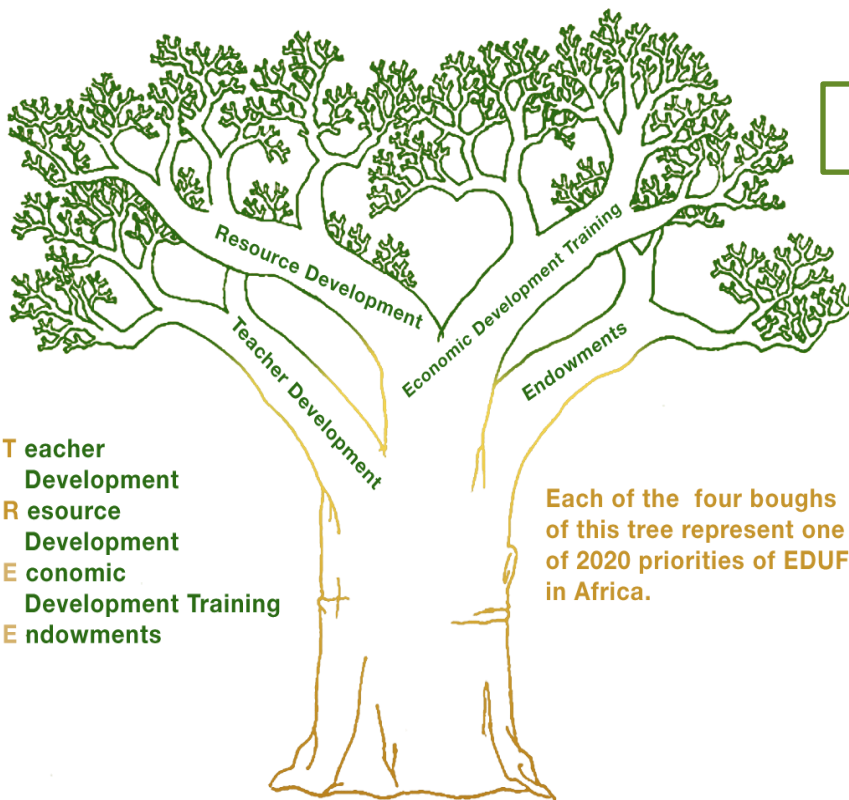 Resource Development
Economic Development Training
Teacher Development
Endowments
T eacher
Development
R esource
Development
E conomic
Development Training
E ndowments
Each of the four boughs
of this tree represent one
of 2020 priorities of EDUF
in Africa.